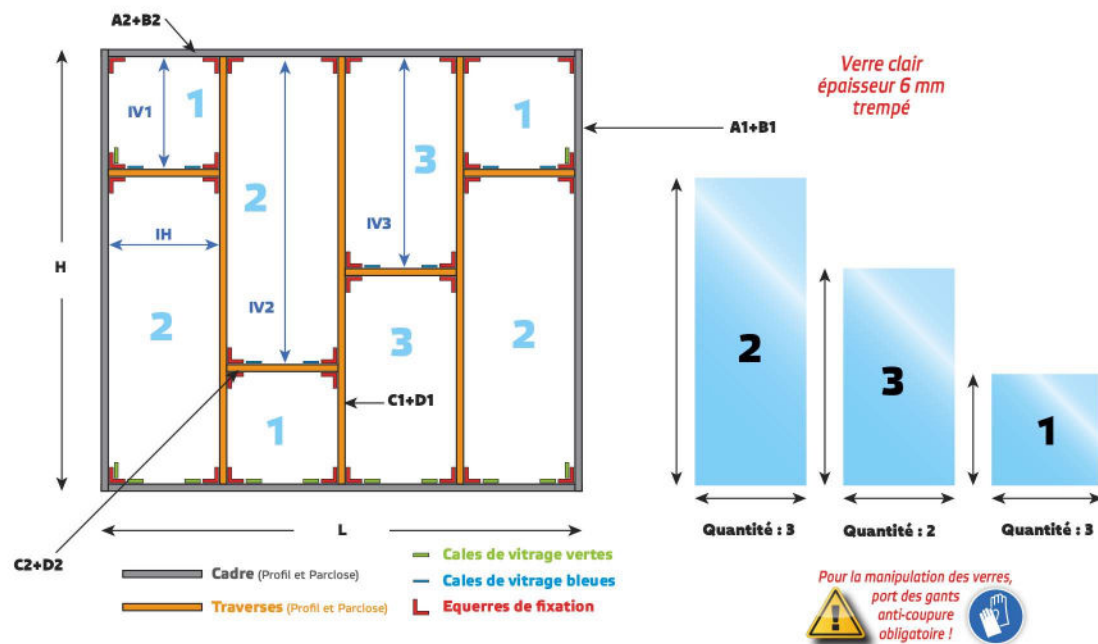 A2+B2
IV1
1
2
3
1
IV3
IH
H
2
IV2
3
2
C1+D1
1
L
C2+D2
Cadre (Profil et Parclose)
Traverses (Profil et Parclose)
Cales de vitrage vertes
Cales de vitrage bleues
Equerres de fixation
Verre clair
épaisseur 6 mm
trempé
A1+B1
2
3
1
Quantité : 3
Quantité : 2
Quantité : 3
Pour la manipulation des verres,
port des gants
anti-coupure
obligatoire !